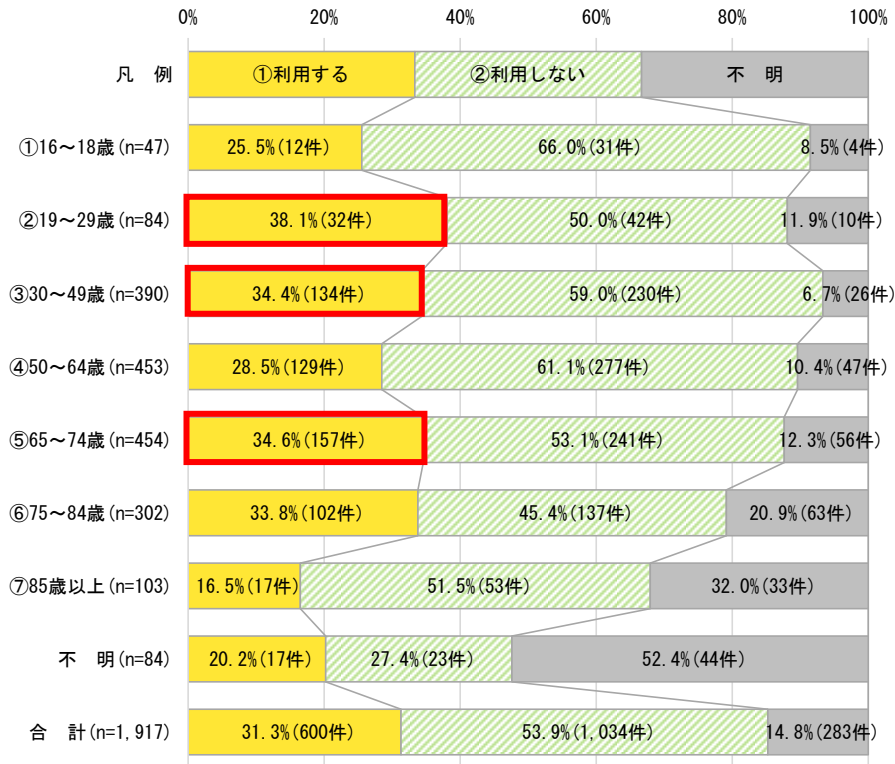 0% 20% 40% 60% 80% 100%
凡　例 ①利用する ②利用しない 不　明
①16～18歳(n=47) 25.5%(12件) 66.0%(31件) 8.5%(4件)
②19～29歳(n=84) 38.1%(32件) 50.0%(42件) 11.9%(10件)
③30～49歳(n=390) 34.4%(134件) 59.0%(230件) 6.7%(26件)
④50～64歳(n=453) 28.5%(129件) 61.1%(277件) 10.4%(47件)
⑤65～74歳(n=454) 34.6%(157件) 53.1%(241件) 12.3%(56件)
⑥75～84歳(n=302) 33.8%(102件) 45.4%(137件) 20.9%(63件)
⑦85歳以上(n=103) 16.5%(17件) 51.5%(53件) 32.0%(33件)
不　明(n=84) 20.2%(17件) 27.4%(23件) 52.4%(44件)
合　計(n=1,917) 31.3%(600件) 53.9%(1,034件) 14.8%(283件)